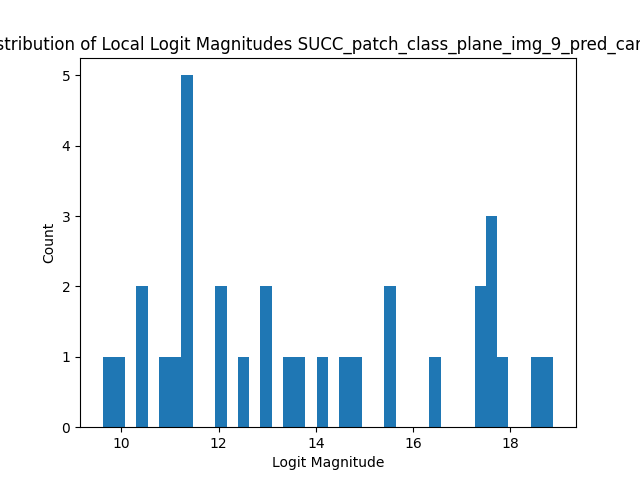 stribution of Local Logit Magnitudes SUCC_patch_class_plane_img_9_pred_car
5
4
3
2
1
0
Count
10 12 14 16 18
Logit Magnitude